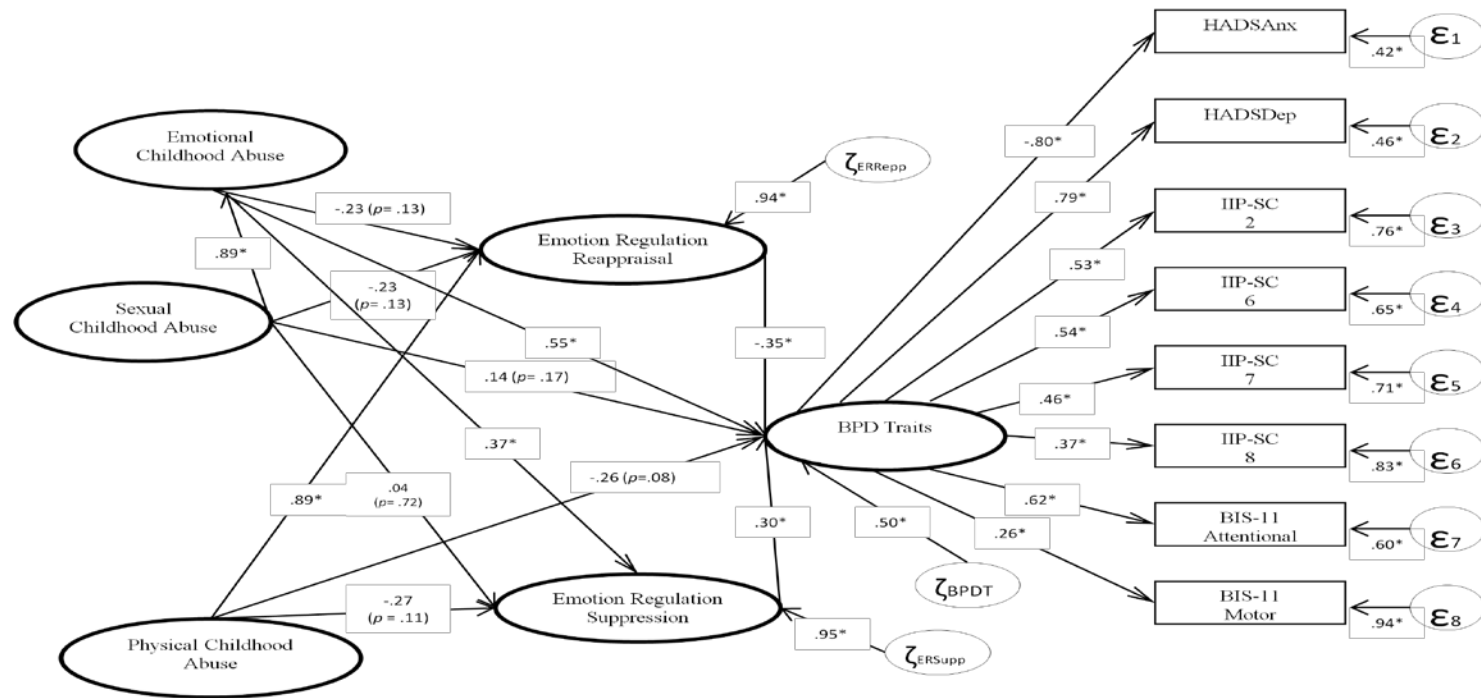 HADSAnx
.42*
ε1
HADSDep
.46*
ε2
-.80*
Emotional
Childhood Abuse
ζERRepp
.79*
.94*
-.23 (p= .13)
IIP-SC
2
.76*
ε3
Emotion Regulation
Reappraisal
.53*
.89*
-.23
(p= .13)
IIP-SC
6
.65*
ε4
Sexual
Childhood Abuse
.54*
.55*
-.35*
IIP-SC
7
.71*
ε5
.14 (p= .17)
.46*
BPD Traits
.37*
IIP-SC
8
.83*
ε6
.37*
-.26 (p=.08)
.89*
.04
(p= .72)
.62*
.30*
.50*
.26*
BIS-11
Attentional
.60*
ε7
ζBPDT
-.27
(p= .11)
Emotion Regulation
Suppression
BIS-11
Motor
.94*
ε8
Physical Childhood
Abuse
.95*
ζERSupp